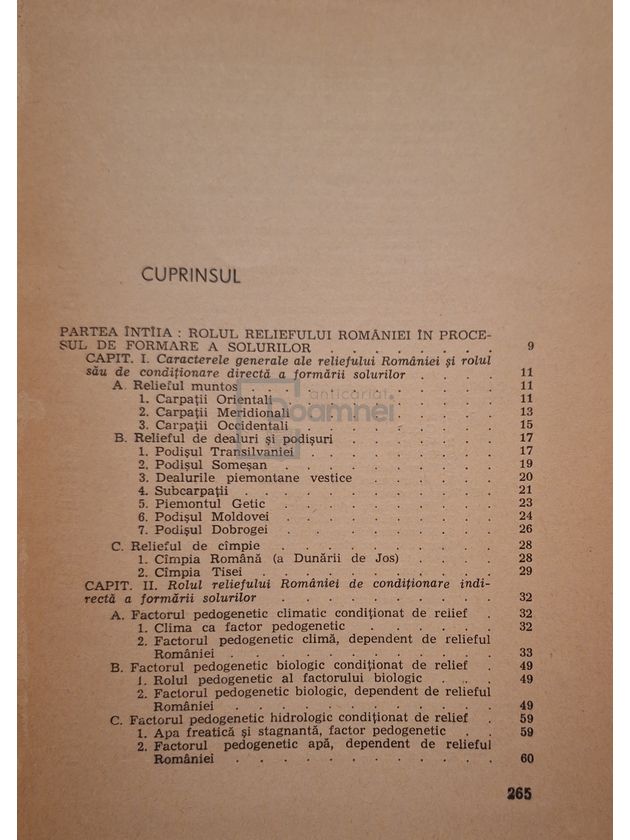 CUPRINSUL
PARTEA ÎNTÎIA : ROLUL RELIEFULUI ROMÂNIEI ÎN PROCE-
SUL DE FORMARE A SOLURILOR . . . . . . . . 9
CAPIT. I. Caracterele generale ale reliefului României și rolul
său de condiționare directă a formării solurilor . . . . 11
A. Relieful muntos . . . . . . . . . . . . 11
1. Carpații Orientali . . . . . . . . . . 11
2. Carpații Meridionali . . . . . . . . . 13
3. Carpații Occidentali . . . . . . . . . 15
B. Relieful de dealuri și podișuri . . . . . . . 17
1. Podișul Transilvaniei . . . . . . . . 17
2. Podișul Someșan . . . . . . . . . . 19
3. Dealurile piemontane vestice . . . . . . 20
4. Subcarpații . . . . . . . . . . . . 21
5. Piemontul Getic . . . . . . . . . . 23
6. Podișul Moldovei . . . . . . . . . . 24
7. Podișul Dobrogei . . . . . . . . . . 26
C. Relieful de cîmpie . . . . . . . . . . 28
1. Cîmpia Română (a Dunării de Jos) . . . . 28
2. Cîmpia Tisei . . . . . . . . . . . 29
CAPIT. II. Rolul reliefului României de condiționare indi-
rectă a formării solurilor . . . . . . . . . . 32
A. Factorul pedogenetic climatic condiționat de relief . 32
1. Clima ca factor pedogenetic . . . . . . 32
2. Factorul pedogenetic climă, dependent de relieful
României . . . . . . . . . . . . . 33
B. Factorul pedogenetic biologic condiționat de relief . 49
1. Rolul pedogenetic al factorului biologic . . . 49
2. Factorul pedogenetic biologic, dependent de relieful
României . . . . . . . . . . . . . 49
C. Factorul pedogenetic hidrologic condiționat de relief . 59
1. Apa freatică și stagnantă, factor pedogenetic . . 59
2. Factorul pedogenetic apă, dependent de relieful
României . . . . . . . . . . . . . 60
265
anticariat
Doamnei